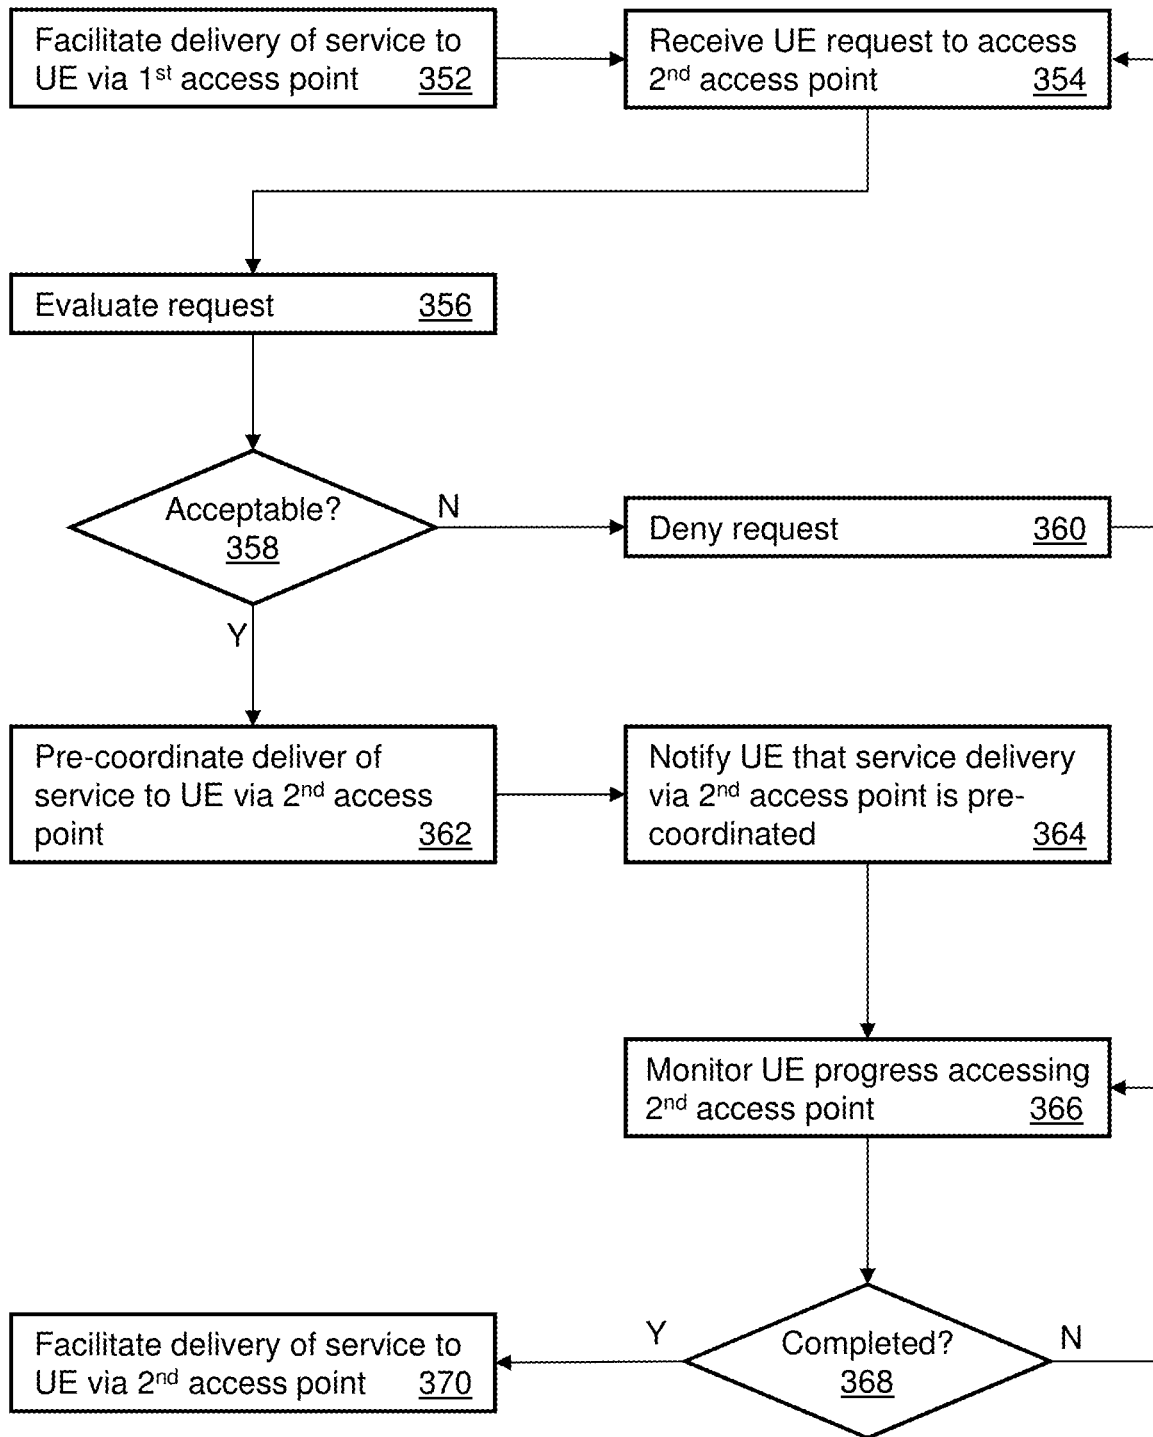 Facilitate delivery of service to
UE via 1st access point 352
Receive UE request to access
2nd access point 354
Evaluate request 356
Acceptable?
358
N
Deny request 360
Y
Pre-coordinate deliver of
service to UE via 2nd access
point 362
Notify UE that service delivery
via 2nd access point is pre-
coordinated 364
Monitor UE progress accessing
2nd access point 366
Completed?
368
N
Y
Facilitate delivery of service to
UE via 2nd access point 370